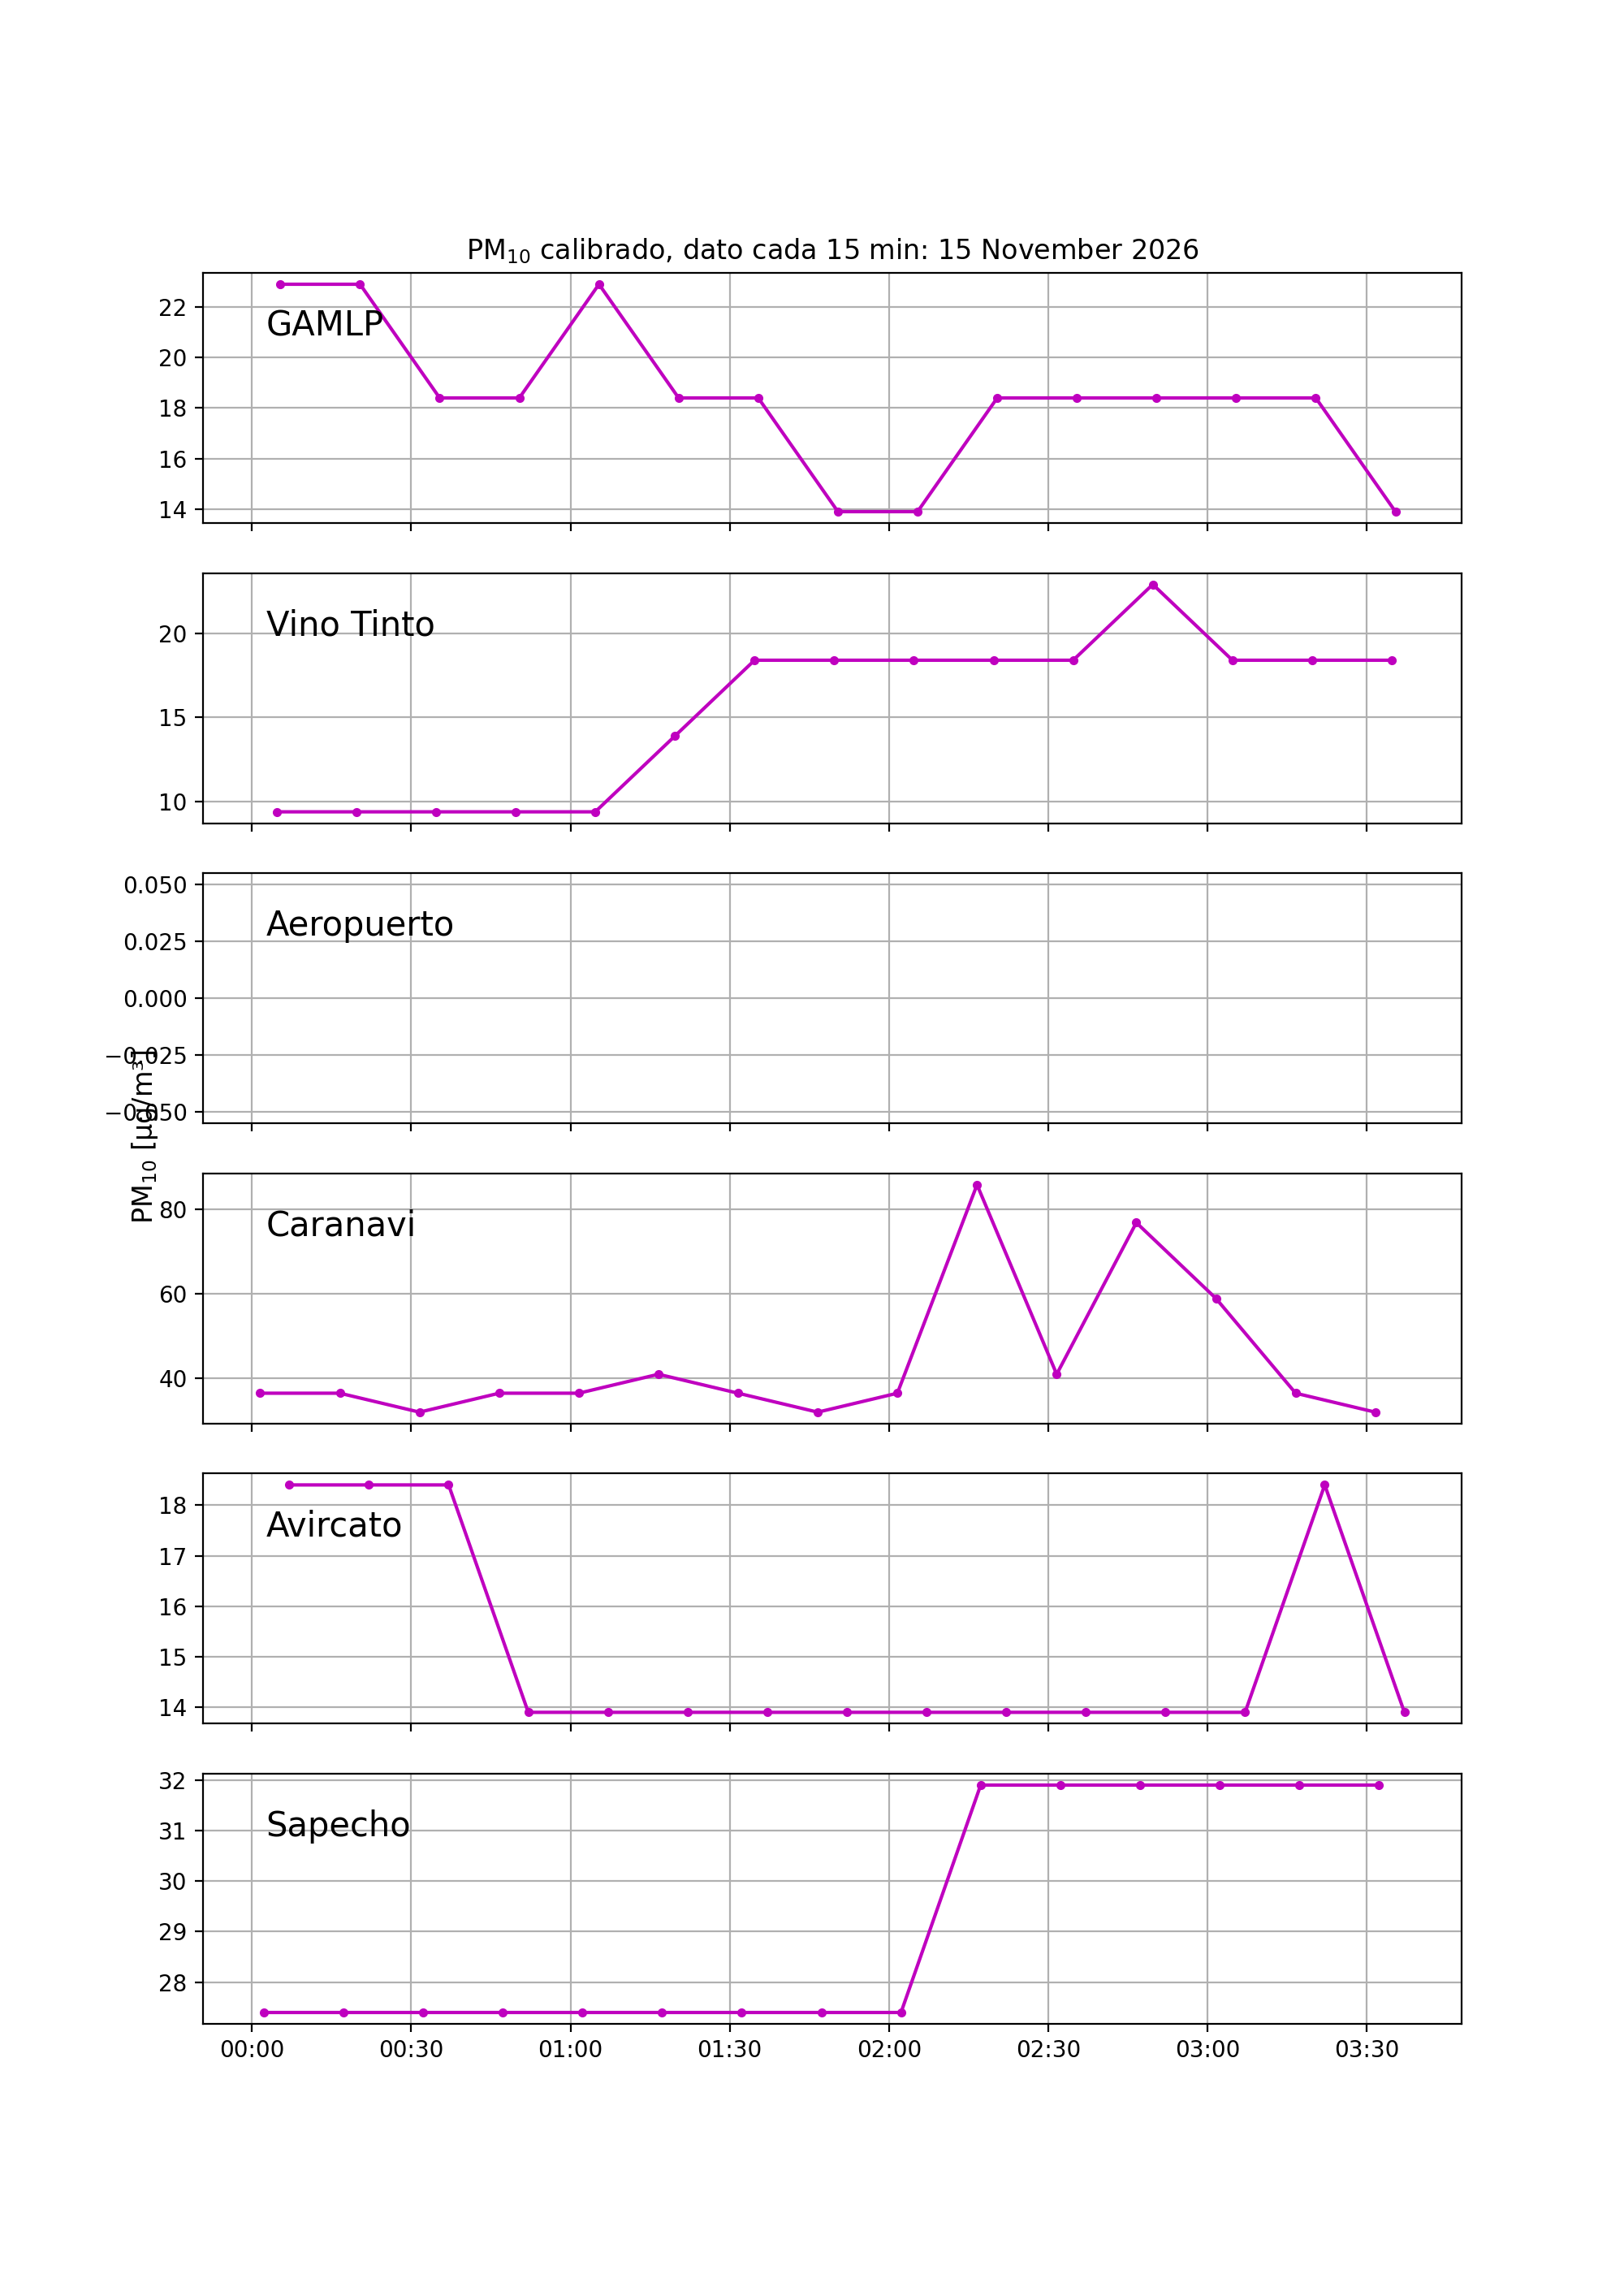 PM₁₀ calibrado, dato cada 15 min: 15 November 2026
GAMLP
22
20
18
16
14
Vino Tinto
20
15
10
Aeropuerto
0.050
0.025
0.000
−0.025
−0.050
PM₁₀ [µg/m³]
Caranavi
80
60
40
Avircato
18
17
16
15
14
Sapecho
32
31
30
29
28
00:00 00:30 01:00 01:30 02:00 02:30 03:00 03:30